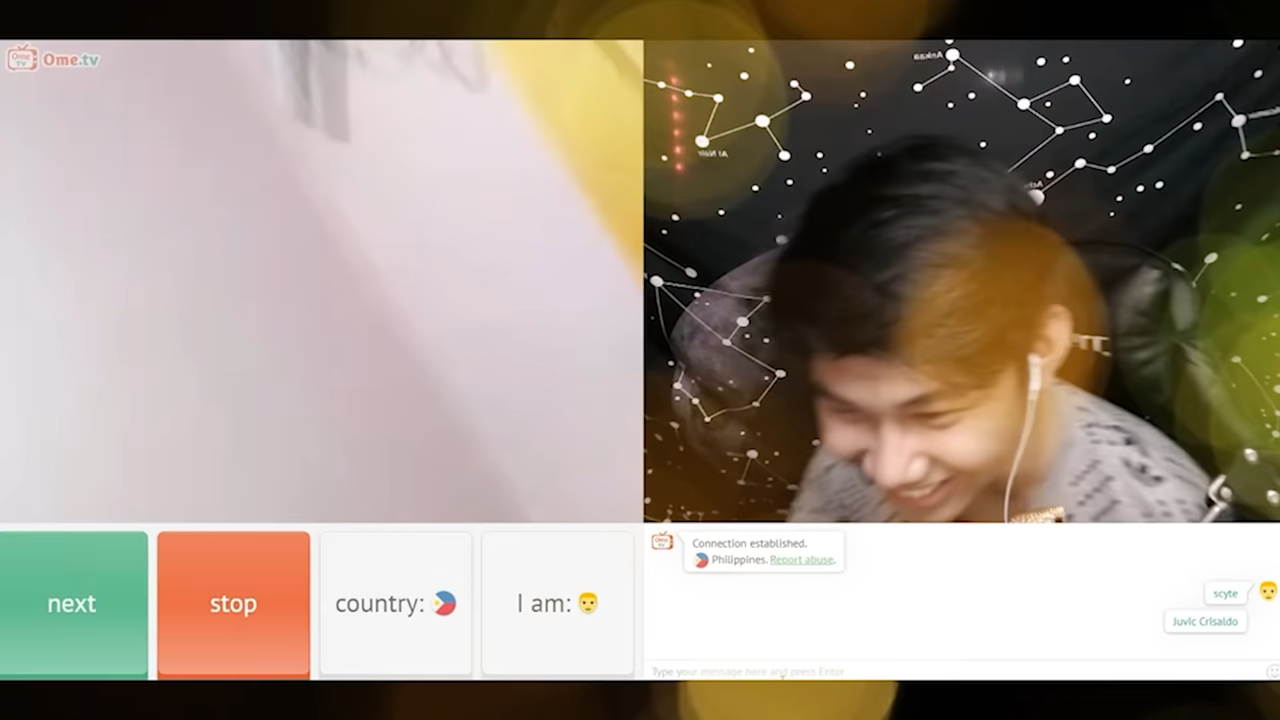 Ome.tv
Connection established.
Philippines. Report abuse.
scyte
Juvic Crisaldo
Type your message here and press Enter
next
stop
country:
I am: